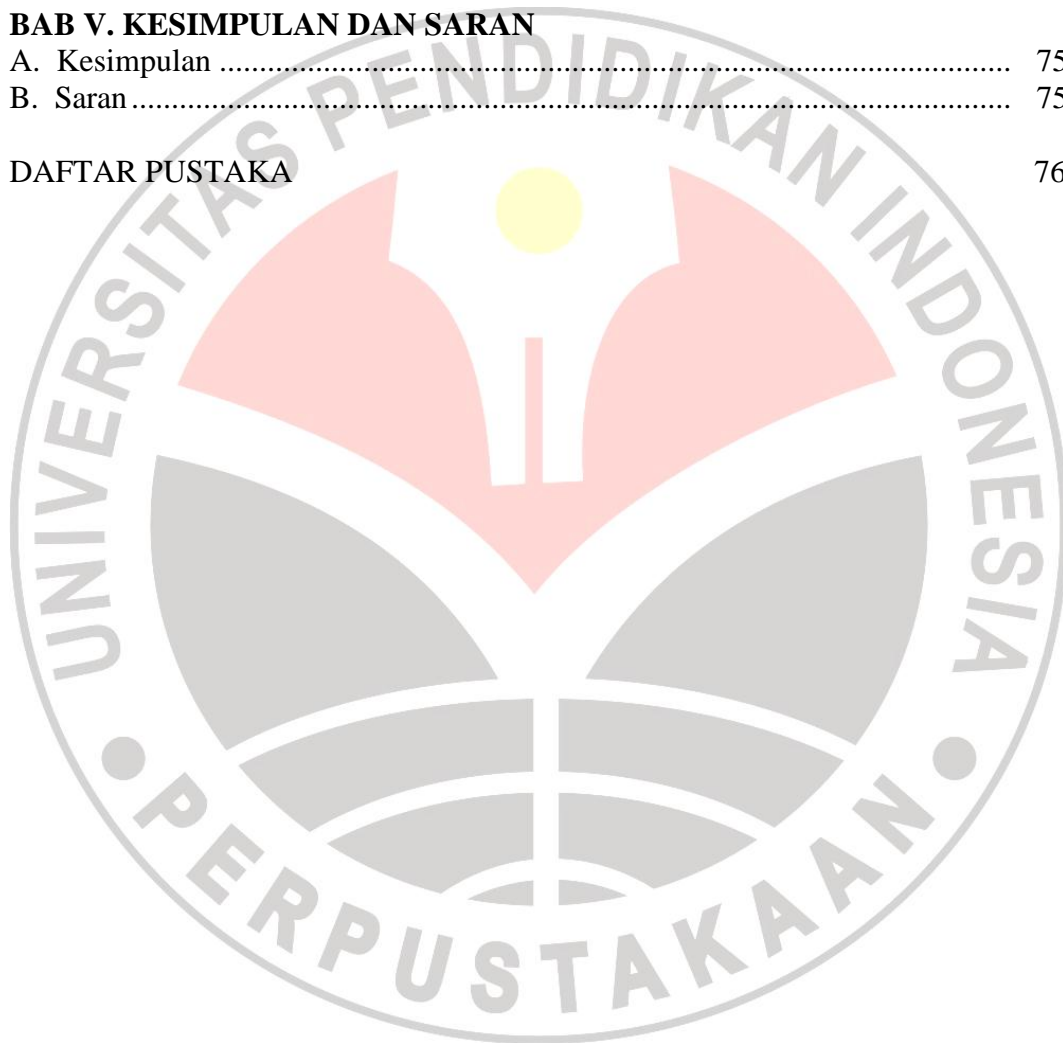 BAB V. KESIMPULAN DAN SARAN
A. Kesimpulan .................................................................................................... 75
B. Saran ............................................................................................................... 75
DAFTAR PUSTAKA 76
UNIVERSITAS PENDIDIKAN INDONESIA
PERPUSTAKAAN